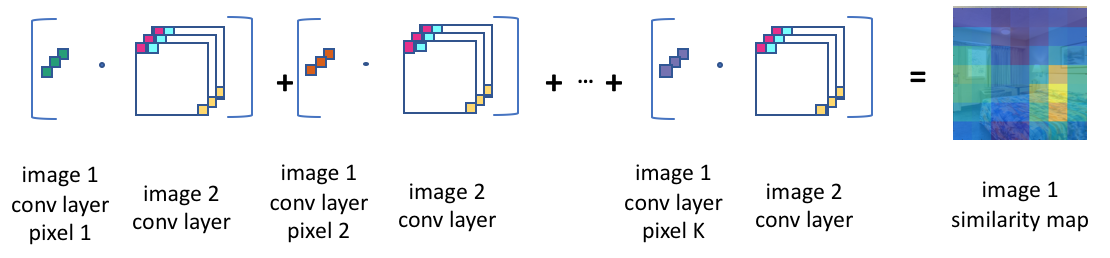 + + ... + =
image 1
conv layer
pixel 1
image 2
conv layer
image 1
conv layer
pixel 2
image 2
conv layer
image 1
conv layer
pixel K
image 2
conv layer
image 1
similarity map